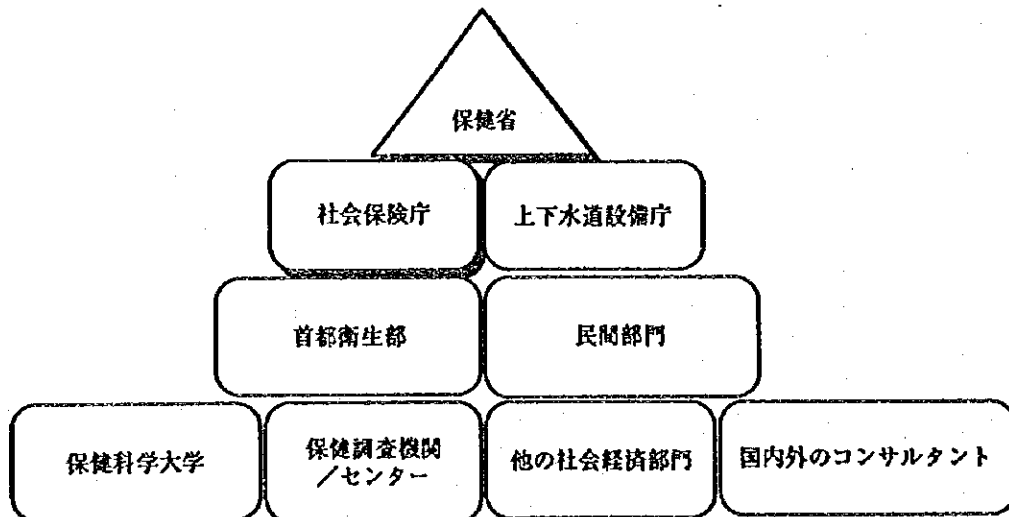 保健省
社会保険庁
上下水道設備庁
首都衛生部
民間部門
保健科学大学
保健調査機関
/センター
他の社会経済部門
国内外のコンサルタント